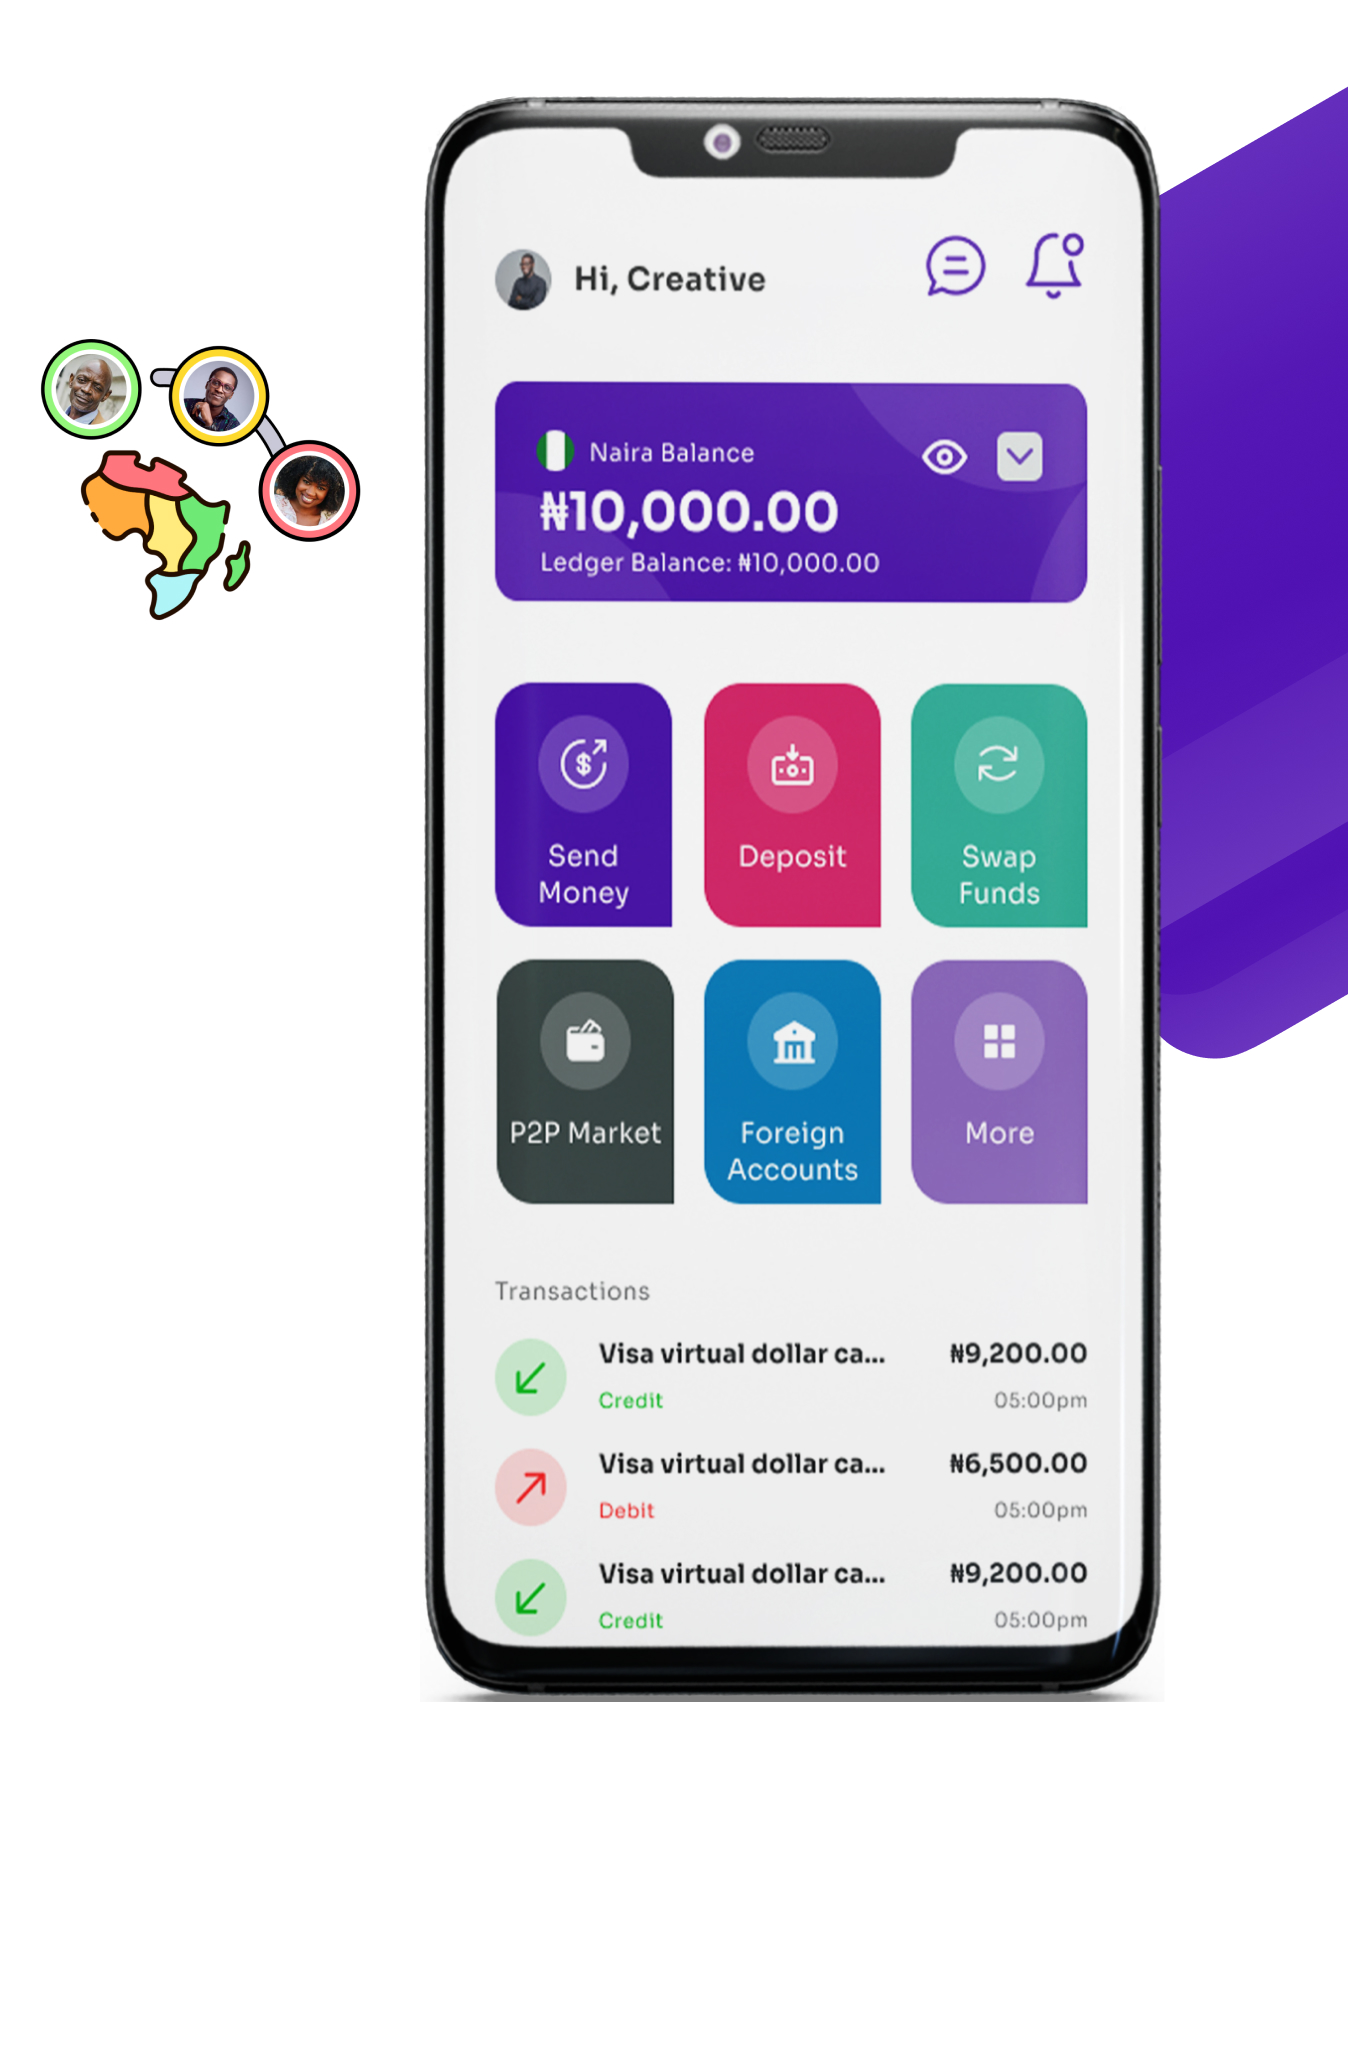 Hi, Creative
Naira Balance
₦10,000.00
Ledger Balance: ₦10,000.00
Send
Money
Deposit
Swap
Funds
P2P Market
Foreign
Accounts
More
Transactions
Visa virtual dollar ca... ₦9,200.00
Credit 05:00pm
Visa virtual dollar ca... ₦6,500.00
Debit 05:00pm
Visa virtual dollar ca... ₦9,200.00
Credit 05:00pm